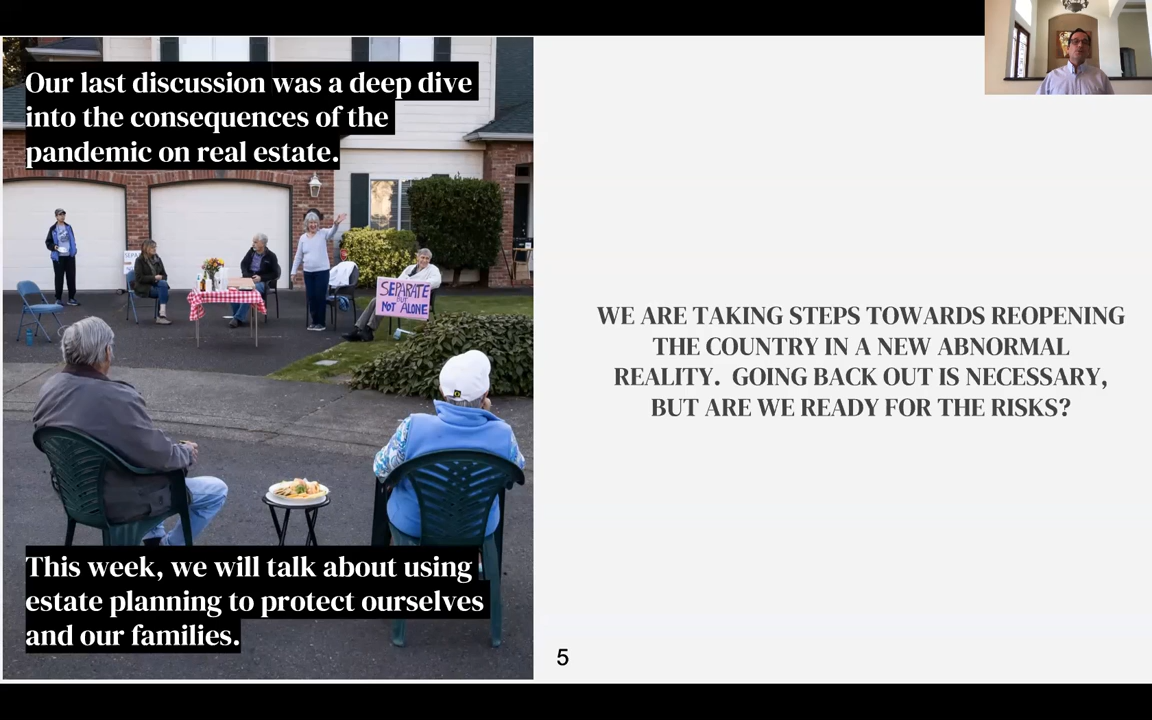 Our last discussion was a deep dive
into the consequences of the
pandemic on real estate.
SEPARATE
BUT
NOT ALONE
This week, we will talk about using
estate planning to protect ourselves
and our families.
WE ARE TAKING STEPS TOWARDS REOPENING
THE COUNTRY IN A NEW ABNORMAL
REALITY. GOING BACK OUT IS NECESSARY,
BUT ARE WE READY FOR THE RISKS?
5